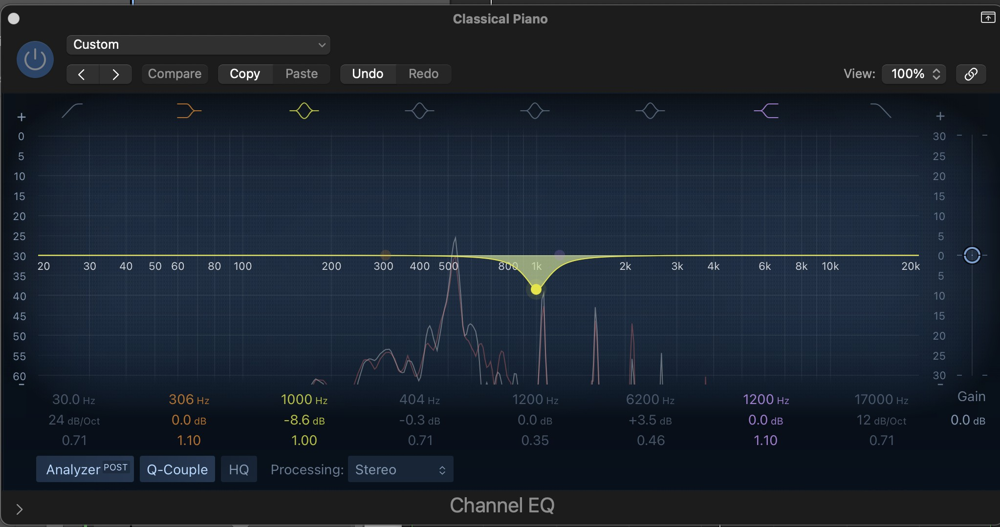 Classical Piano
Custom
Compare Copy Paste Undo Redo View: 100%
+ +
0 30
5 25
10 20
15 15
20 10
25 5
30 0
20 30 40 50 60 80 100 200 300 400 500 800 1k 2k 3k 4k 6k 8k 10k 20k
35 5
40 10
45 15
50 20
55 25
60 30
- -
30.0 Hz 306 Hz 1000 Hz 404 Hz 1200 Hz 6200 Hz 1200 Hz 17000 Hz Gain
24 dB/Oct 0.0 dB -8.6 dB -0.3 dB 0.0 dB +3.5 dB 0.0 dB 12 dB/Oct 0.0 dB
0.71 1.10 1.00 0.71 0.35 0.46 1.10 0.71
Analyzer POST Q-Couple HQ Processing: Stereo
Channel EQ